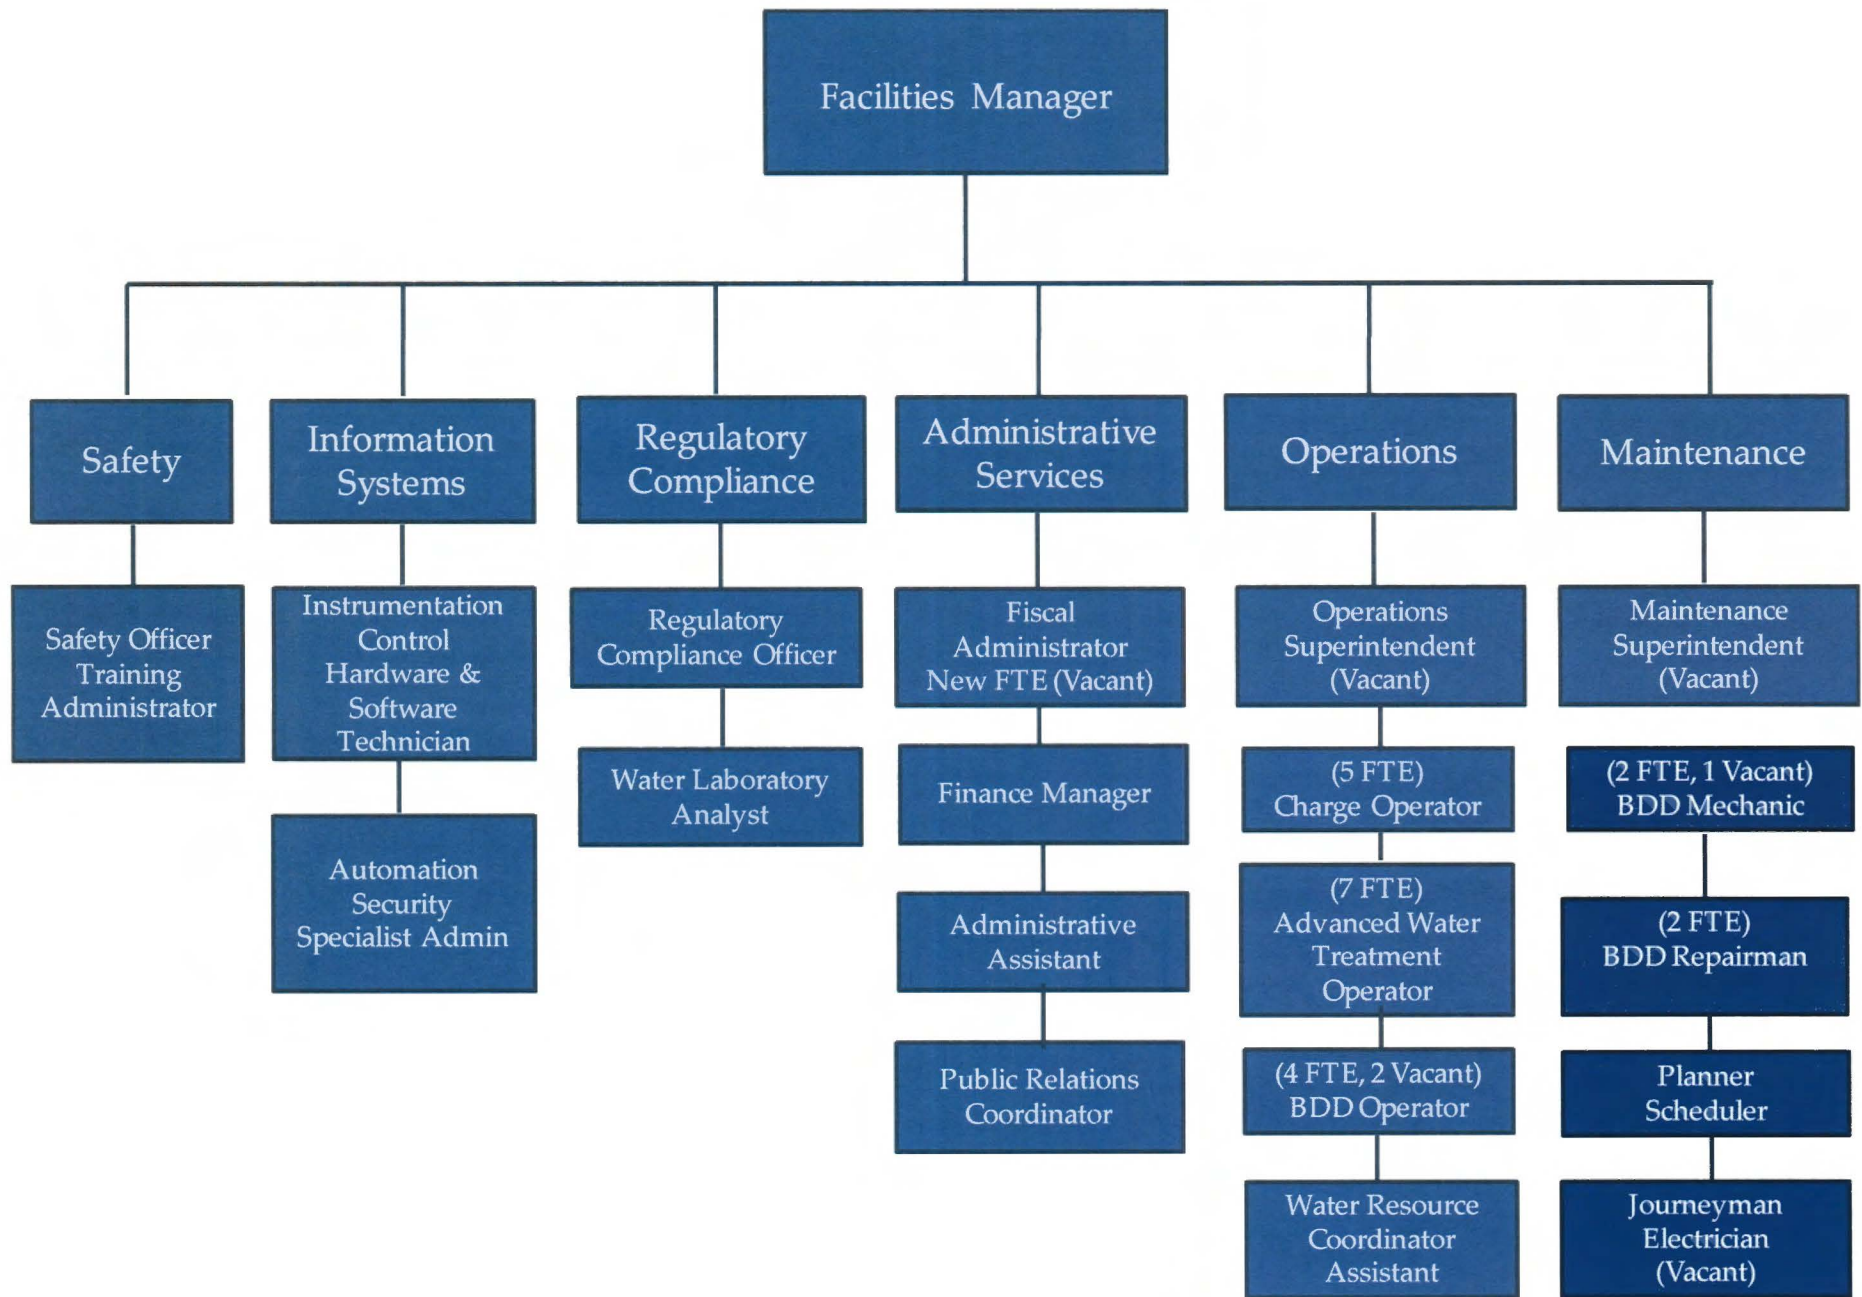 Facilities Manager
Safety
Information
Systems
Regulatory
Compliance
Administrative
Services
Operations
Maintenance
Safety Officer
Training
Administrator
Instrumentation
Control
Hardware &
Software
Technician
Automation
Security
Specialist Admin
Regulatory
Compliance Officer
Water Laboratory
Analyst
Fiscal
Administrator
New FTE (Vacant)
Finance Manager
Administrative
Assistant
Public Relations
Coordinator
Operations
Superintendent
(Vacant)
(5 FTE)
Charge Operator
(7 FTE)
Advanced Water
Treatment
Operator
(4 FTE, 2 Vacant)
BDD Operator
Water Resource
Coordinator
Assistant
Maintenance
Superintendent
(Vacant)
(2 FTE, 1 Vacant)
BDD Mechanic
(2 FTE)
BDD Repairman
Planner
Scheduler
Journeyman
Electrician
(Vacant)